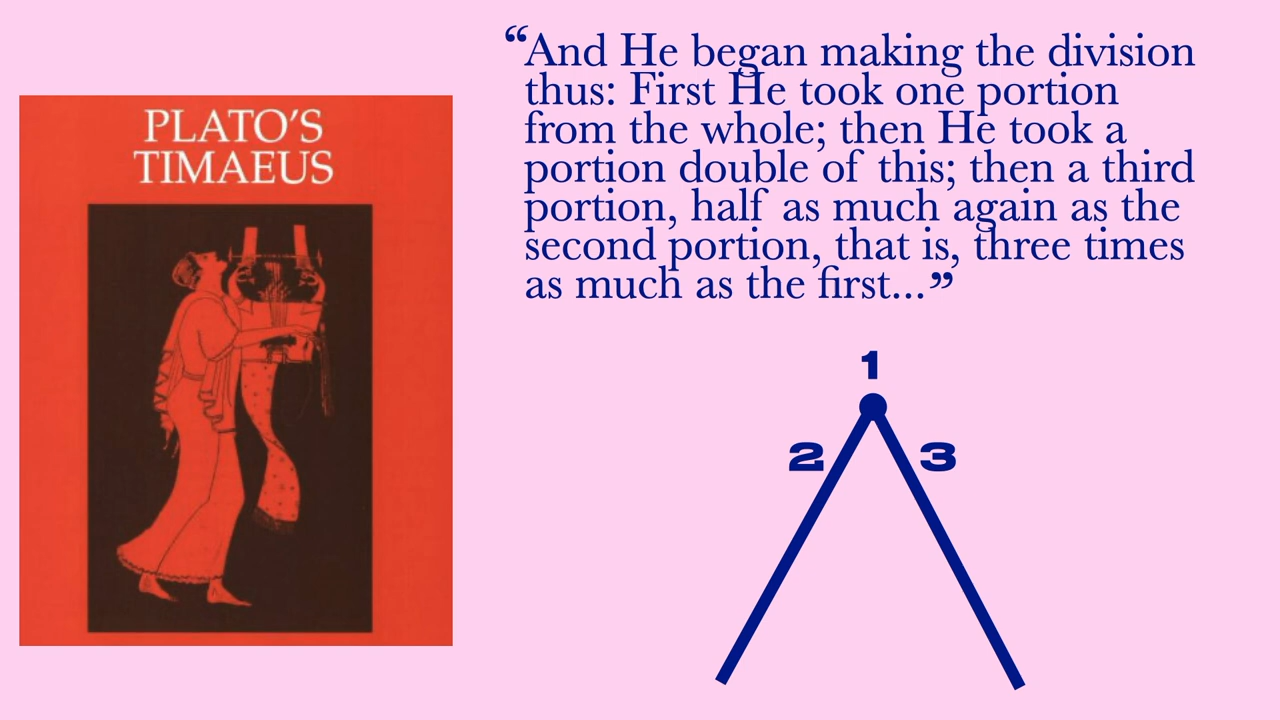 PLATO'S
TIMAEUS
“And He began making the division
thus: First He took one portion
from the whole; then He took a
portion double of this; then a third
portion, half as much again as the
second portion, that is, three times
as much as the first...”
1
2 3